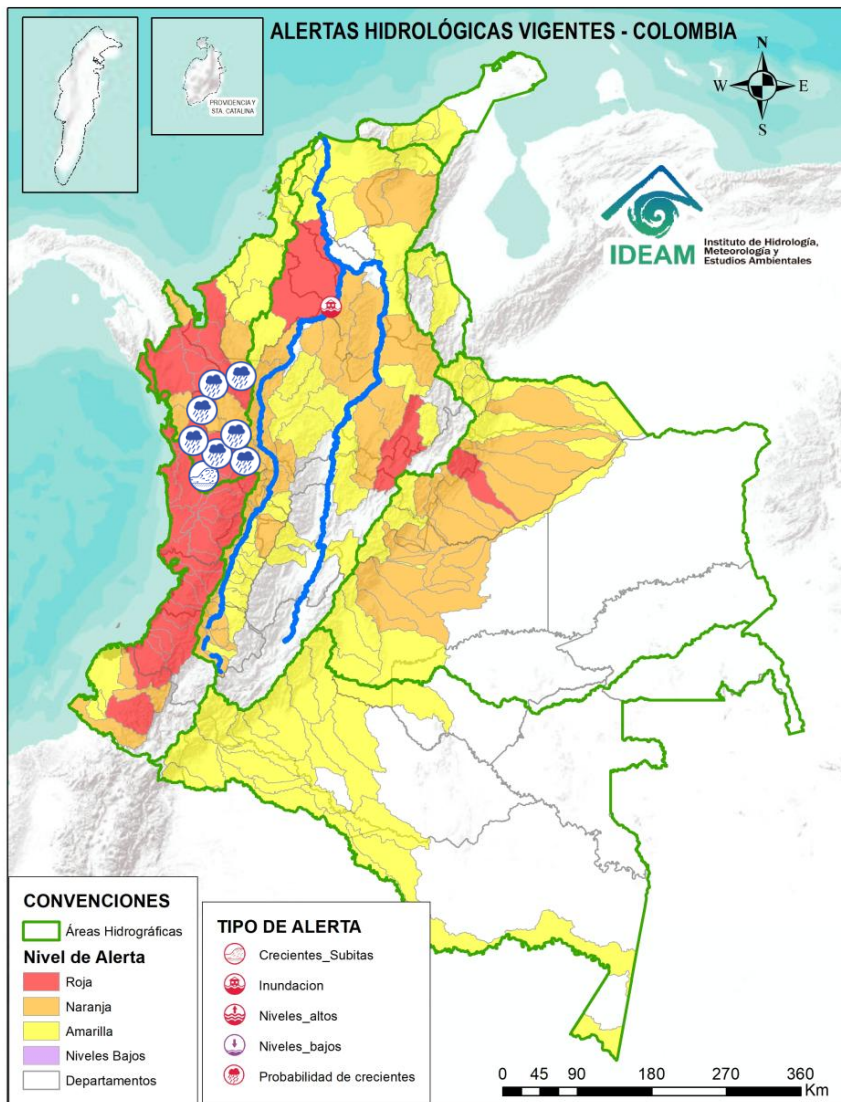 ALERTAS HIDROLÓGICAS VIGENTES - COLOMBIA
PROVIDENCIA Y
STA. CATALINA
N
W
E
S
IDEAM
Instituto de Hidrología,
Meteorología y
Estudios Ambientales
CONVENCIONES
Áreas Hidrográficas
Nivel de Alerta
Roja
Naranja
Amarilla
Niveles Bajos
Departamentos
TIPO DE ALERTA
Crecientes_Subitas
Inundacion
Niveles_altos
Niveles_bajos
Probabilidad de crecientes
0 45 90 180 270 360
Km